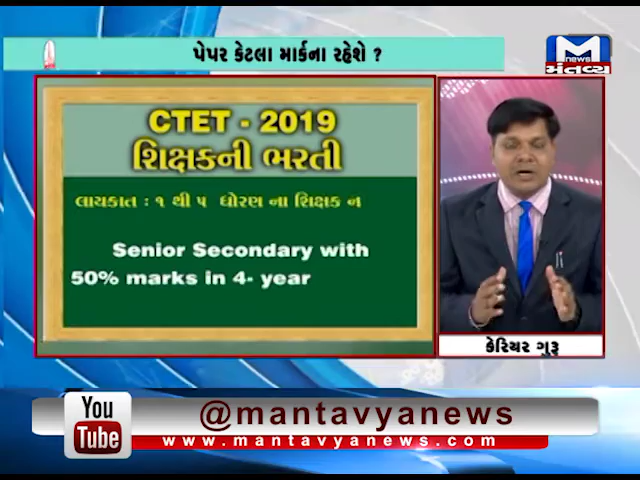 પેપર કેટલા માર્કના રહેશે ?
M
news
મંતવ્ય
CTET - 2019
શિક્ષકની ભરતી
લાયકાત : ૧ થી ૫ ધોરણ ના શિક્ષક ન
Senior Secondary with
50% marks in 4- year
કેરિયર ગુરૂ
You
Tube
@mantavyanews
www.mantavyanews.com